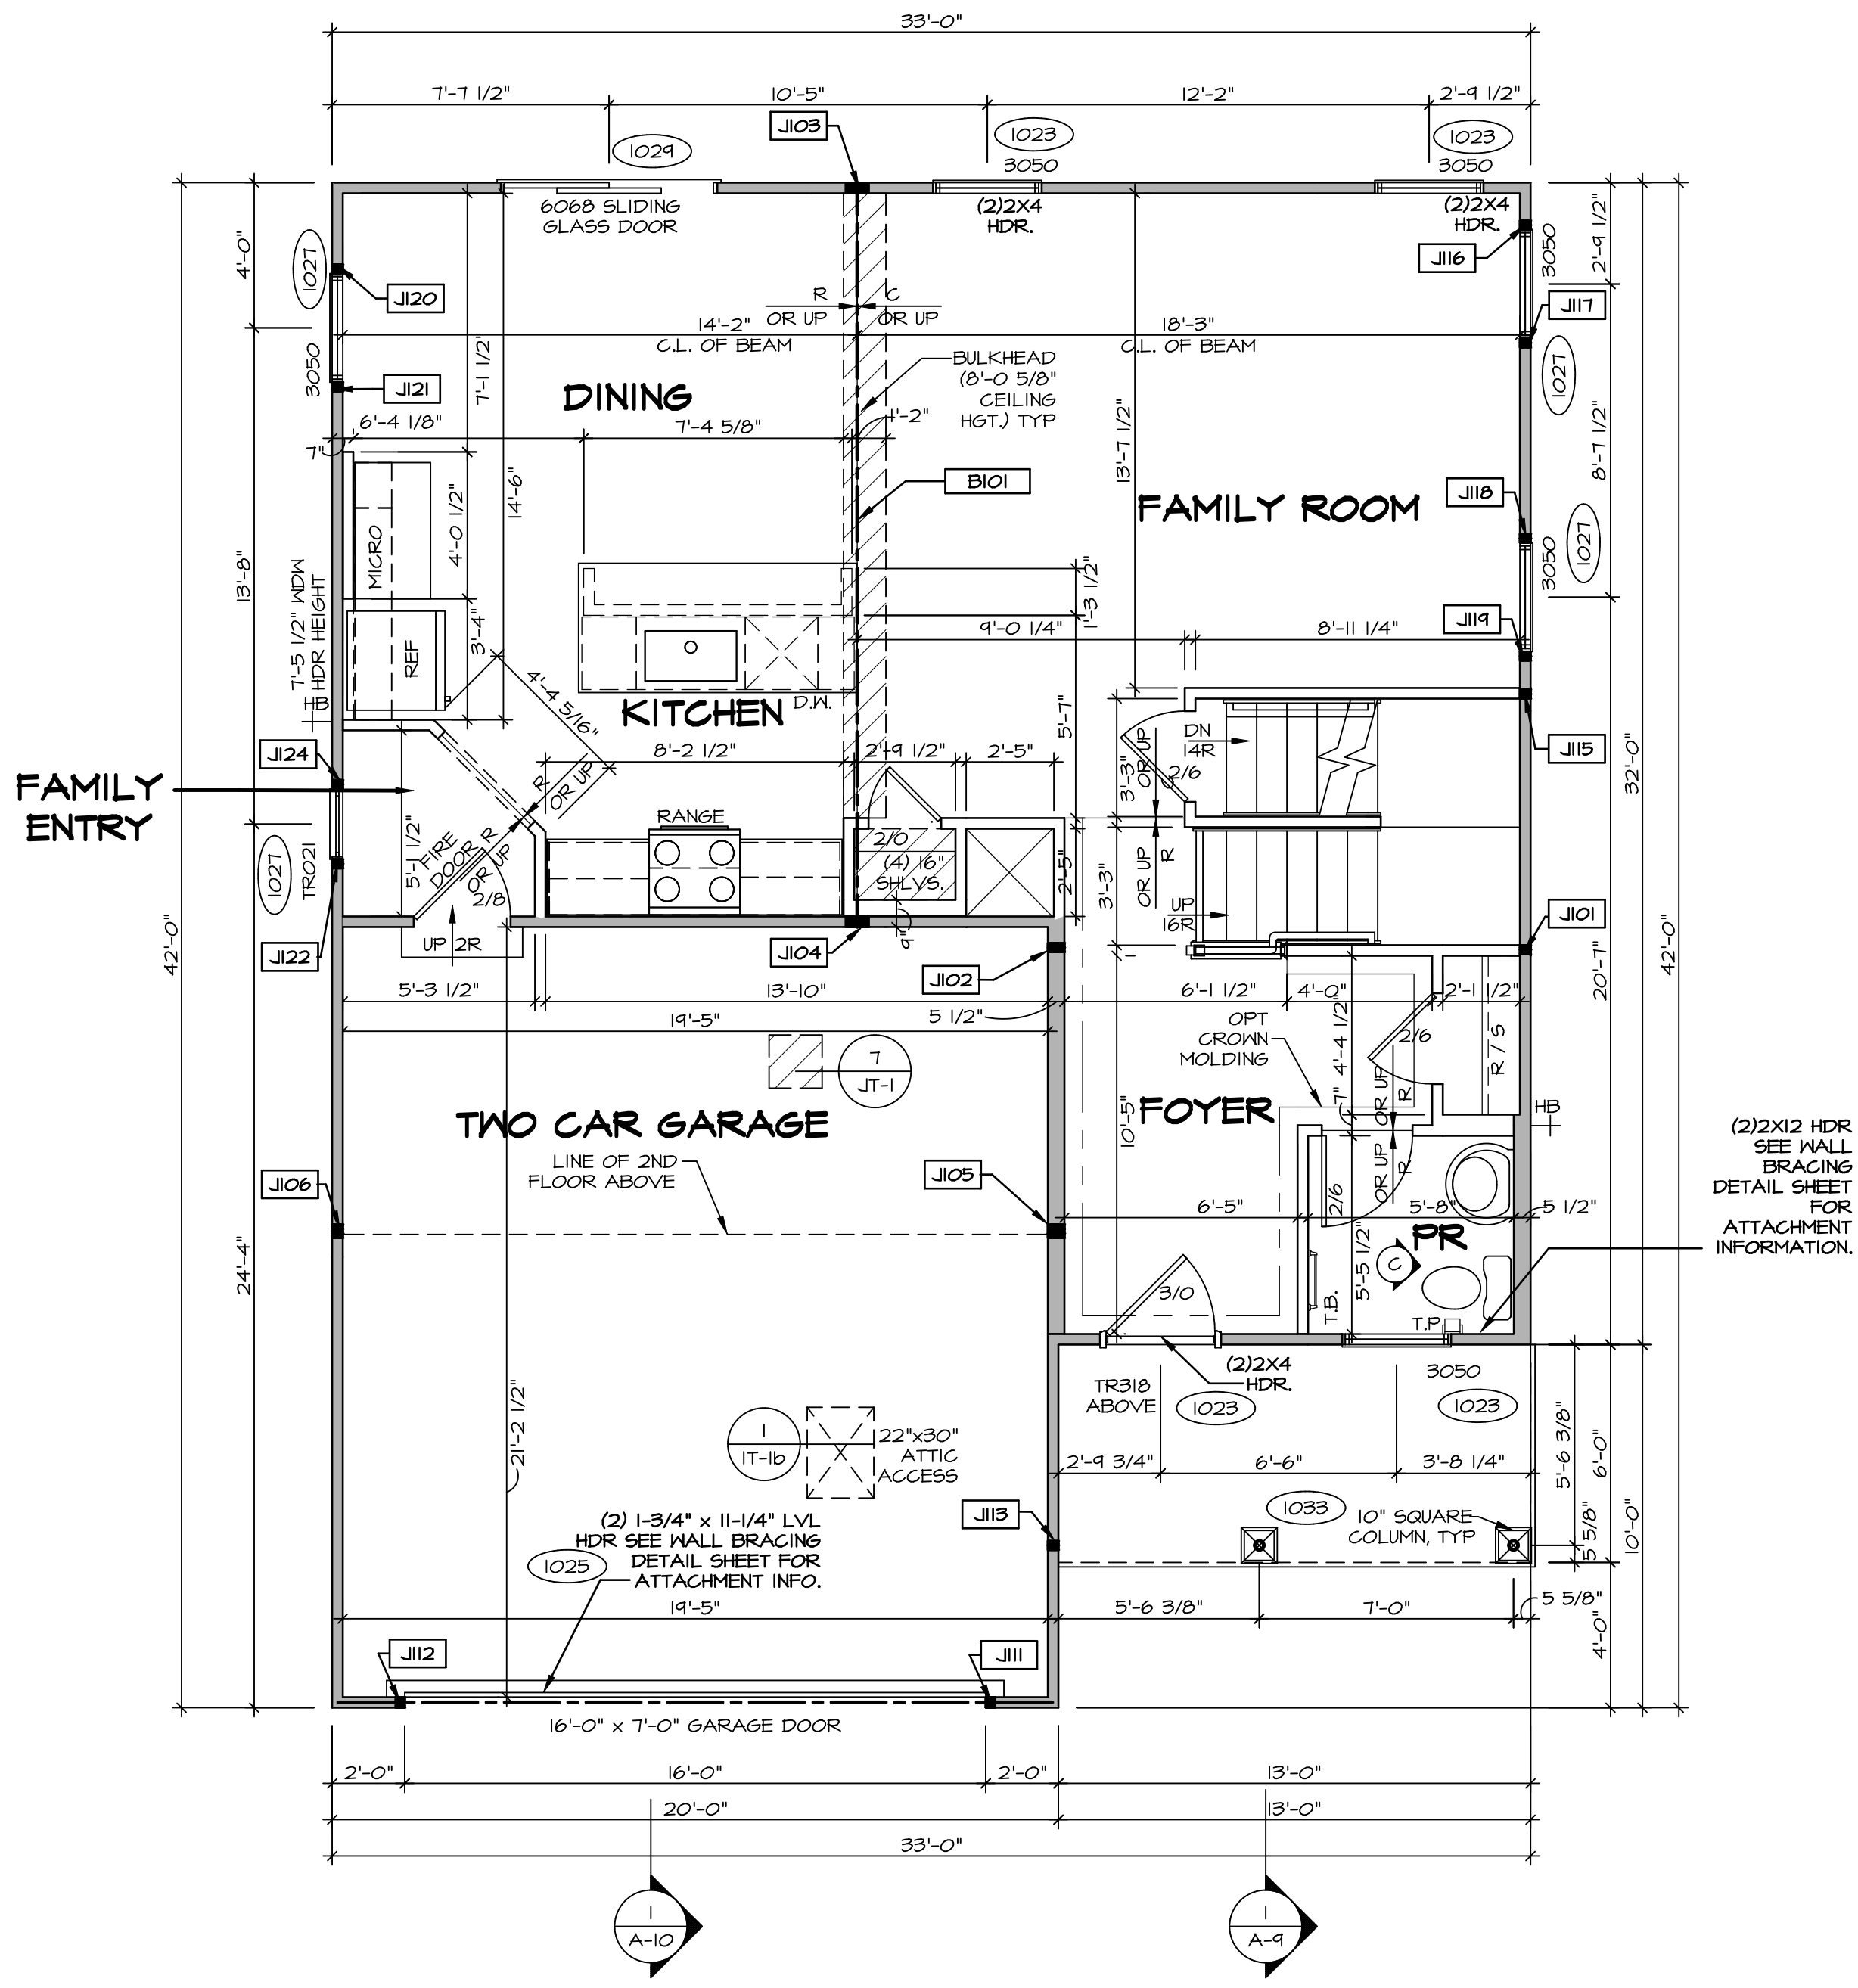 33'-0"
7'-7 1/2"
10'-5"
12'-2"
2'-9 1/2"
J103
1029
1023
1023
3050
3050
6068 SLIDING
GLASS DOOR
(2)2X4
HDR.
(2)2X4
HDR.
4'-0"
1027
J120
3050
J121
J116
3050
2'-9 1/2"
J117
1027
R
OR UP
C
OR UP
14'-2"
C.L. OF BEAM
18'-3"
C.L. OF BEAM
7'-1 1/2"
DINING
BULKHEAD
(8'-0 5/8"
CEILING
HGT.) TYP
6'-4 1/8"
7'-4 5/8"
1'-2"
7"
13'-7 1/2"
8'-7 1/2"
14'-6"
B101
FAMILY ROOM
J118
1027
3050
J119
4'-0 1/2"
MICRO
13'-8"
7'-5 1/2" WDW
HDR HEIGHT
HB
REF
3'-4"
4'-4 5/16"
1'-3 1/2"
9'-0 1/4"
8'-11 1/4"
KITCHEN
D.W.
5'-7"
J124
8'-2 1/2"
2'-9 1/2"
2'-5"
DN
14R
2/6
3'-3"
OR UP
C
J115
32'-0"
FAMILY
ENTRY
R
OR UP
RANGE
5'-1 1/2"
FIRE
DOOR
R
OR UP
2/8
1027
TR021
2/0
(4) 16"
SHLVS.
2'-5"
OR UP
R
3'-3"
UP
16R
J101
J122
UP 2R
J104
9"
J102
42'-0"
20'-7"
42'-0"
5'-3 1/2"
13'-10"
5 1/2"
6'-1 1/2"
4'-0"
2'-1 1/2"
19'-5"
7
JT-1
OPT
CROWN
MOLDING
4'-4 1/2"
2/6
R / S
TWO CAR GARAGE
10'-5"
FOYER
7"
OR UP
R
HB
LINE OF 2ND
FLOOR ABOVE
J106
J105
OR UP
R
2/6
6'-5"
5'-8"
5 1/2"
(2)2X12 HDR
SEE WALL
BRACING
DETAIL SHEET
FOR
ATTACHMENT
INFORMATION.
24'-4"
PR
C
5'-5 1/2"
T.B.
T.P
3/0
(2)2X4
HDR.
TR318
ABOVE
1023
3050
1023
21'-2 1/2"
1
IT-1b
22"x30"
ATTIC
ACCESS
2'-9 3/4"
6'-6"
3'-8 1/4"
5'-6 3/8"
6'-0"
J113
1033
10" SQUARE
COLUMN, TYP
5 5/8"
10'-0"
(2) 1-3/4" x 11-1/4" LVL
HDR SEE WALL BRACING
DETAIL SHEET FOR
ATTACHMENT INFO.
1025
19'-5"
5'-6 3/8"
7'-0"
5 5/8"
4'-0"
J112
J111
16'-0" x 7'-0" GARAGE DOOR
2'-0"
16'-0"
2'-0"
13'-0"
20'-0"
13'-0"
33'-0"
1
A-10
1
A-9